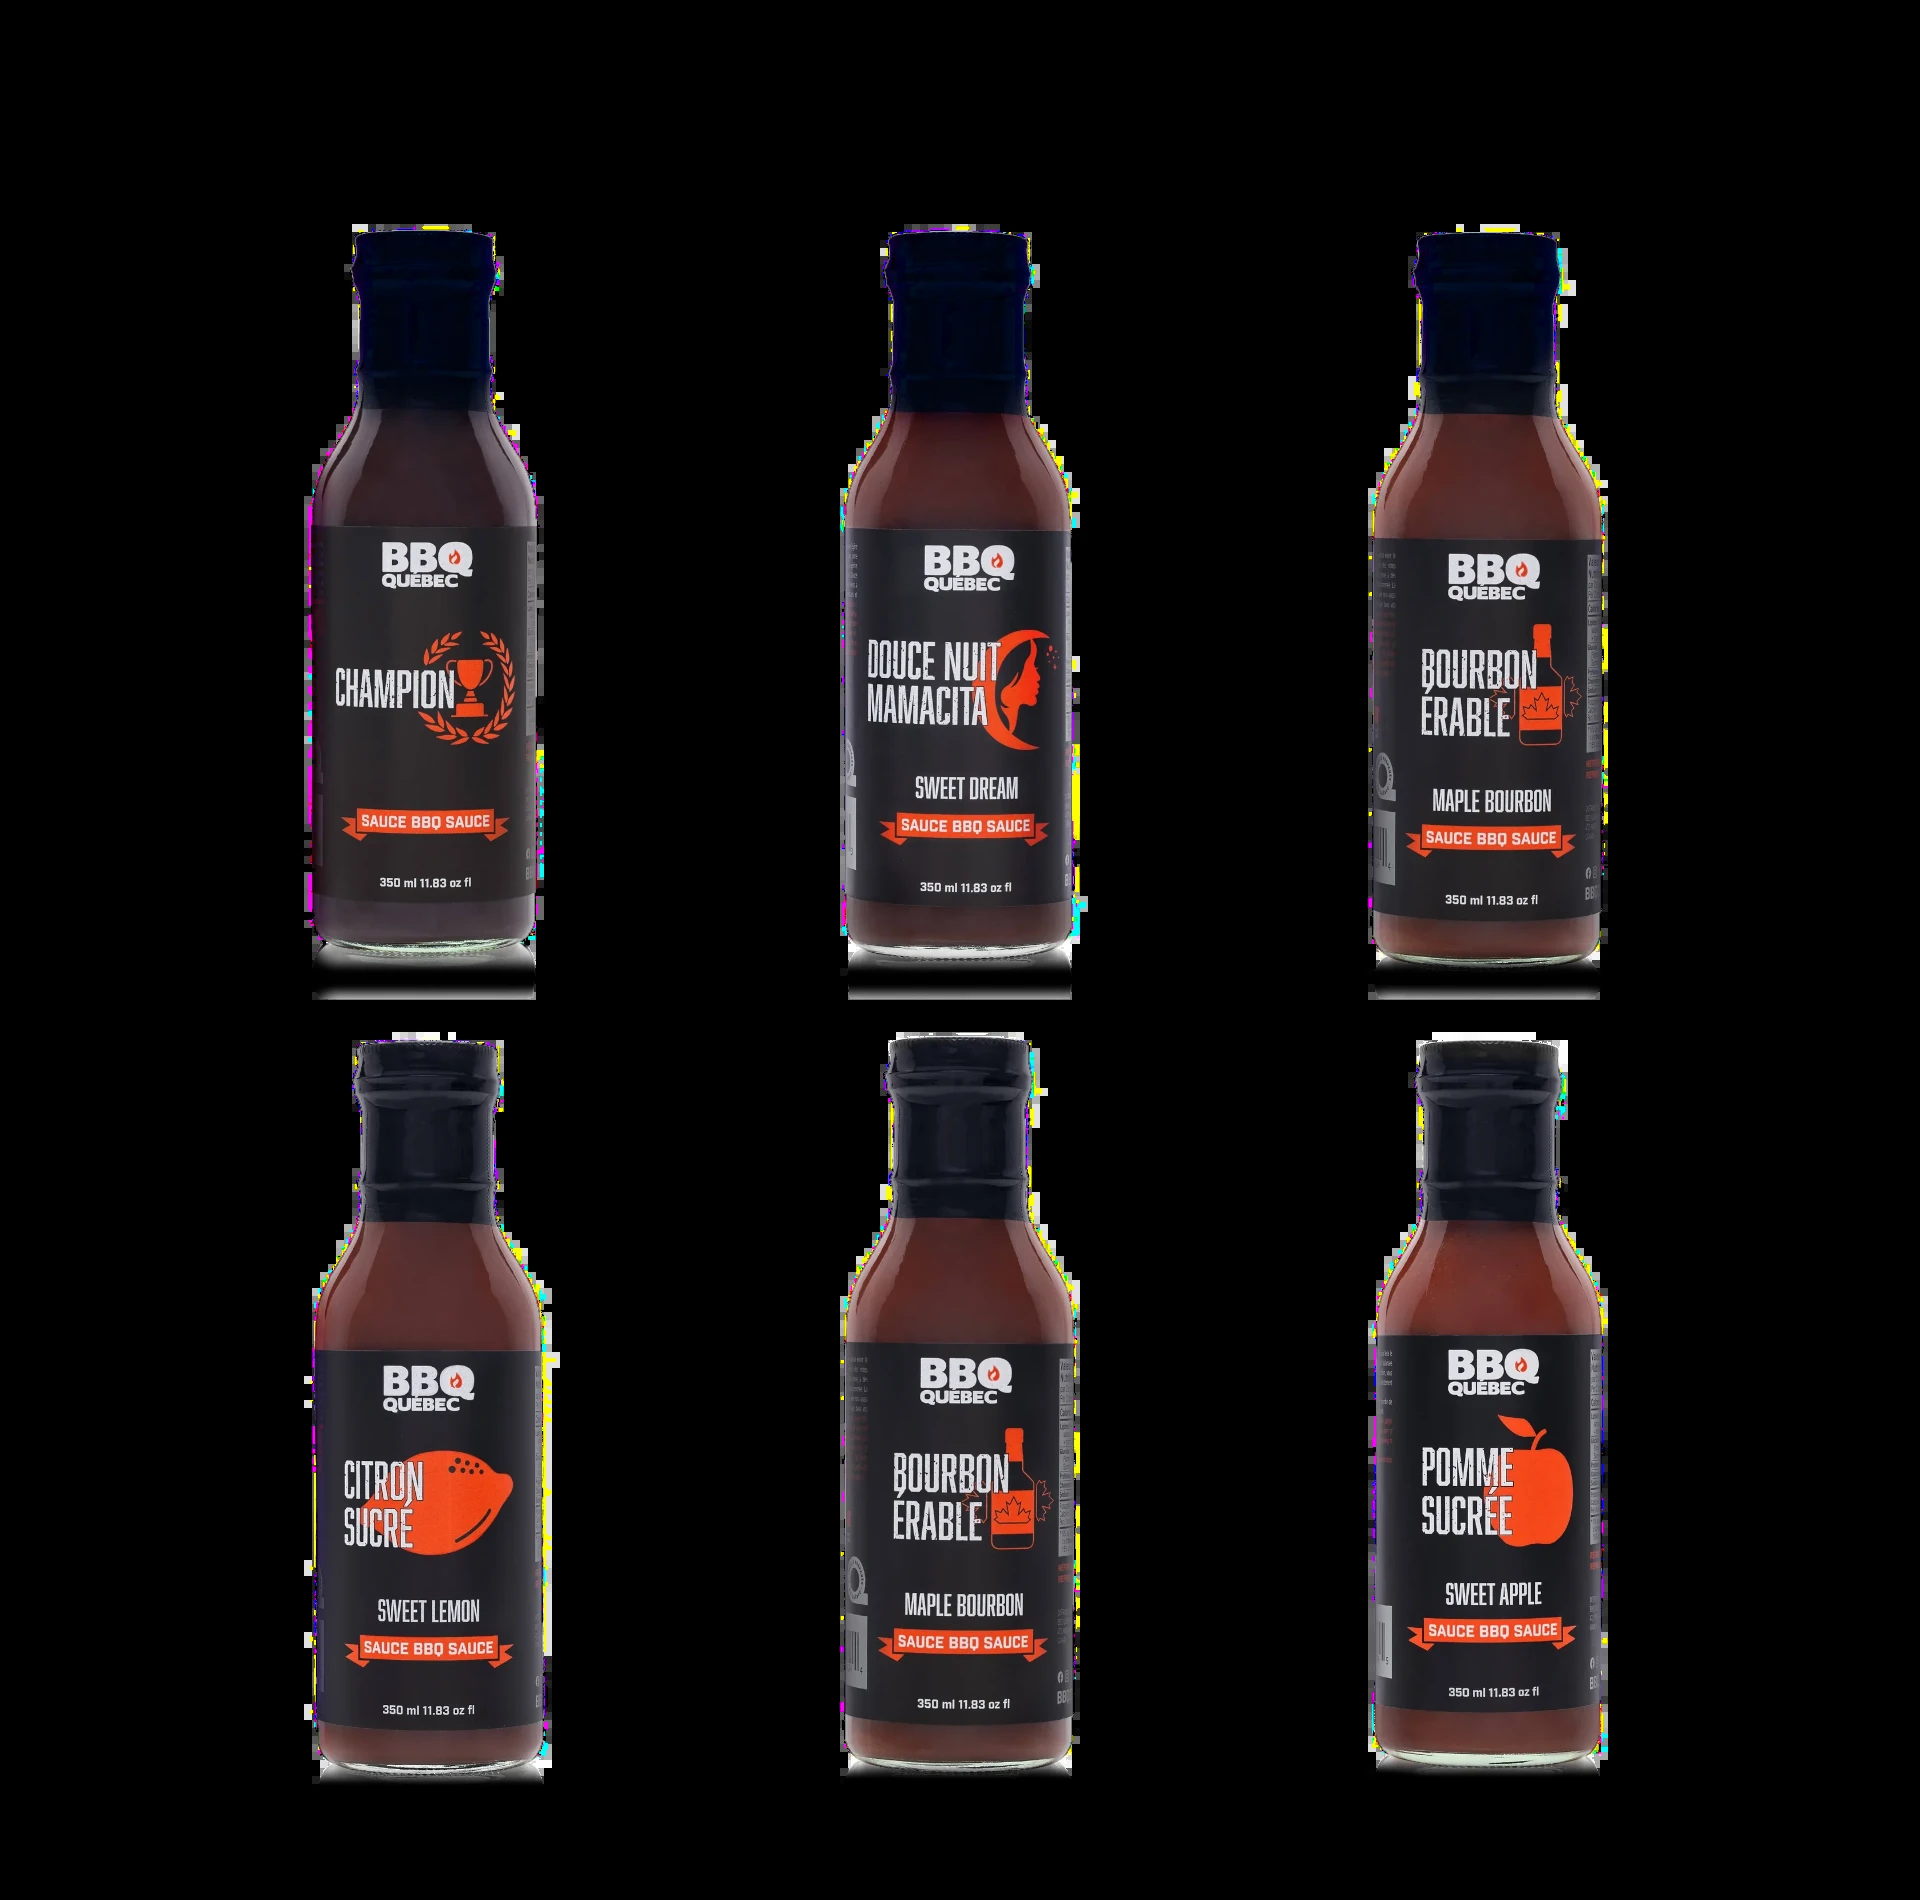 BBQ
QUÉBEC
CHAMPION
SAUCE BBQ SAUCE
350 ml 11.83 oz fl
BBQ
QUÉBEC
DOUCE NUIT
MAMACITA
SWEET DREAM
SAUCE BBQ SAUCE
350 ml 11.83 oz fl
BBQ
QUÉBEC
BOURBON
ÉRABLE
MAPLE BOURBON
SAUCE BBQ SAUCE
350 ml 11.83 oz fl
BBQ
QUÉBEC
CITRON
SUCRÉ
SWEET LEMON
SAUCE BBQ SAUCE
350 ml 11.83 oz fl
BBQ
QUÉBEC
BOURBON
ÉRABLE
MAPLE BOURBON
SAUCE BBQ SAUCE
350 ml 11.83 oz fl
BBQ
QUÉBEC
POMME
SUCRÉE
SWEET APPLE
SAUCE BBQ SAUCE
350 ml 11.83 oz fl